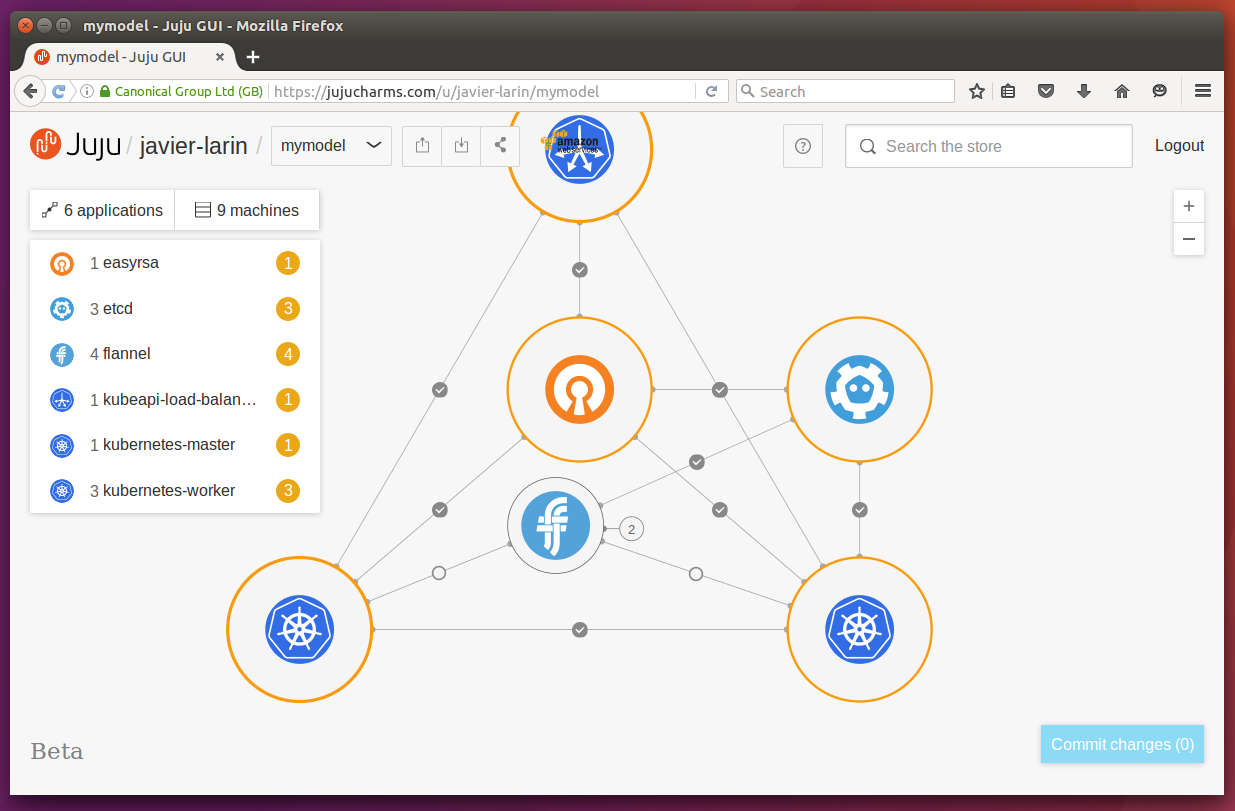 mymodel - Juju GUI - Mozilla Firefox
mymodel - Juju GUI
Canonical Group Ltd (GB) https://jujucharms.com/u/javier-larin/mymodel Search
Juju / javier-larin / mymodel Search the store Logout
amazon
web services
6 applications 9 machines
1 easyrsa 1
3 etcd 3
4 flannel 4
1 kubeapi-load-balan… 1
1 kubernetes-master 1
3 kubernetes-worker 3
2
Beta
Commit changes (0)